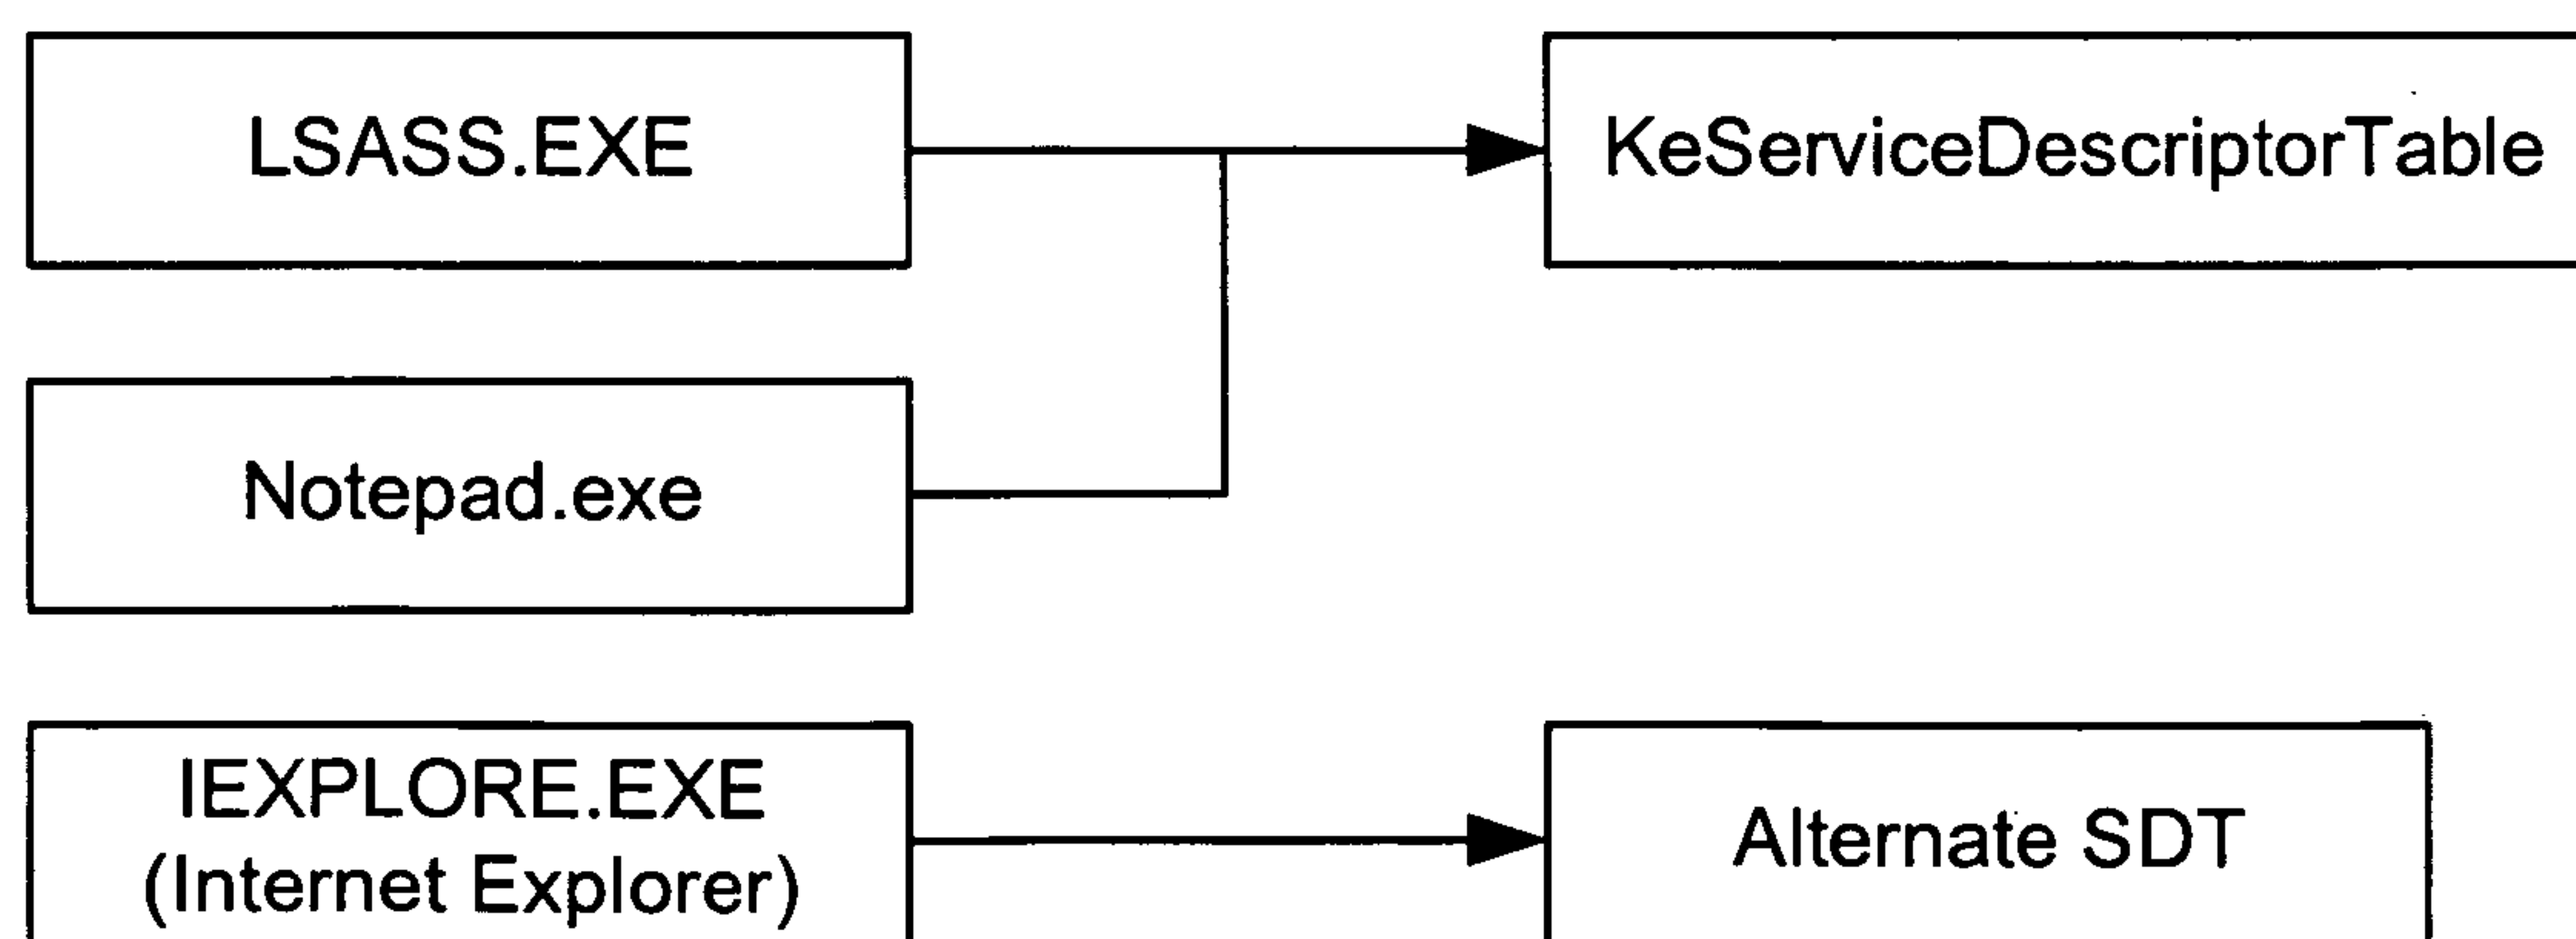 LSASS.EXE
KeServiceDescriptorTable
Notepad.exe
IEXPLORE.EXE
(Internet Explorer)
Alternate SDT